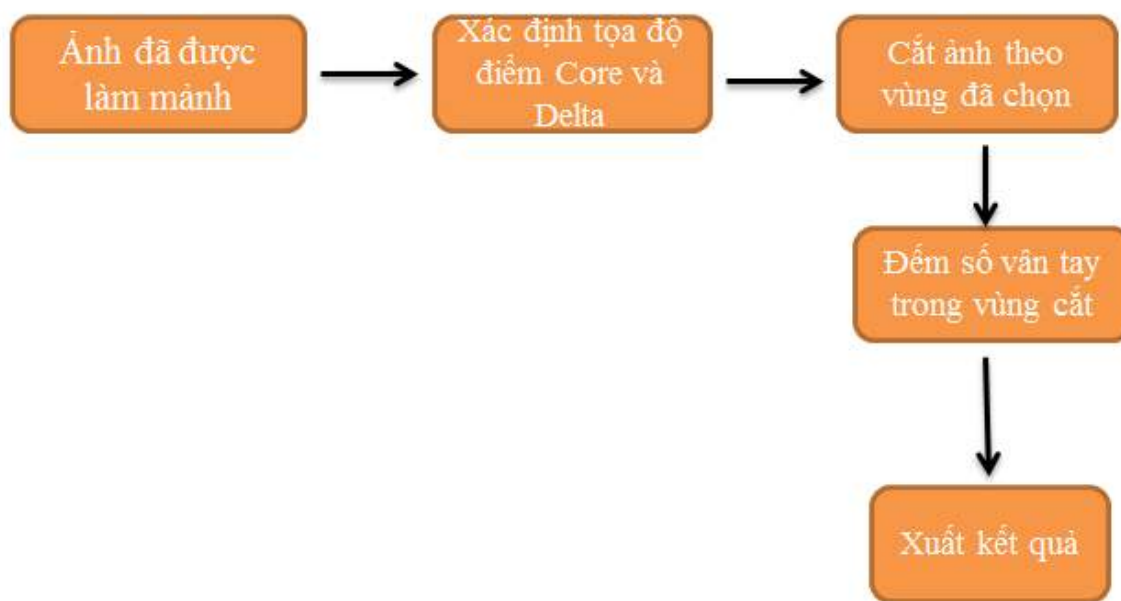 Ảnh đã được
làm mảnh
Xác định tọa độ
điểm Core và
Delta
Cắt ảnh theo
vùng đã chọn
Đếm số vân tay
trong vùng cắt
Xuất kết quả